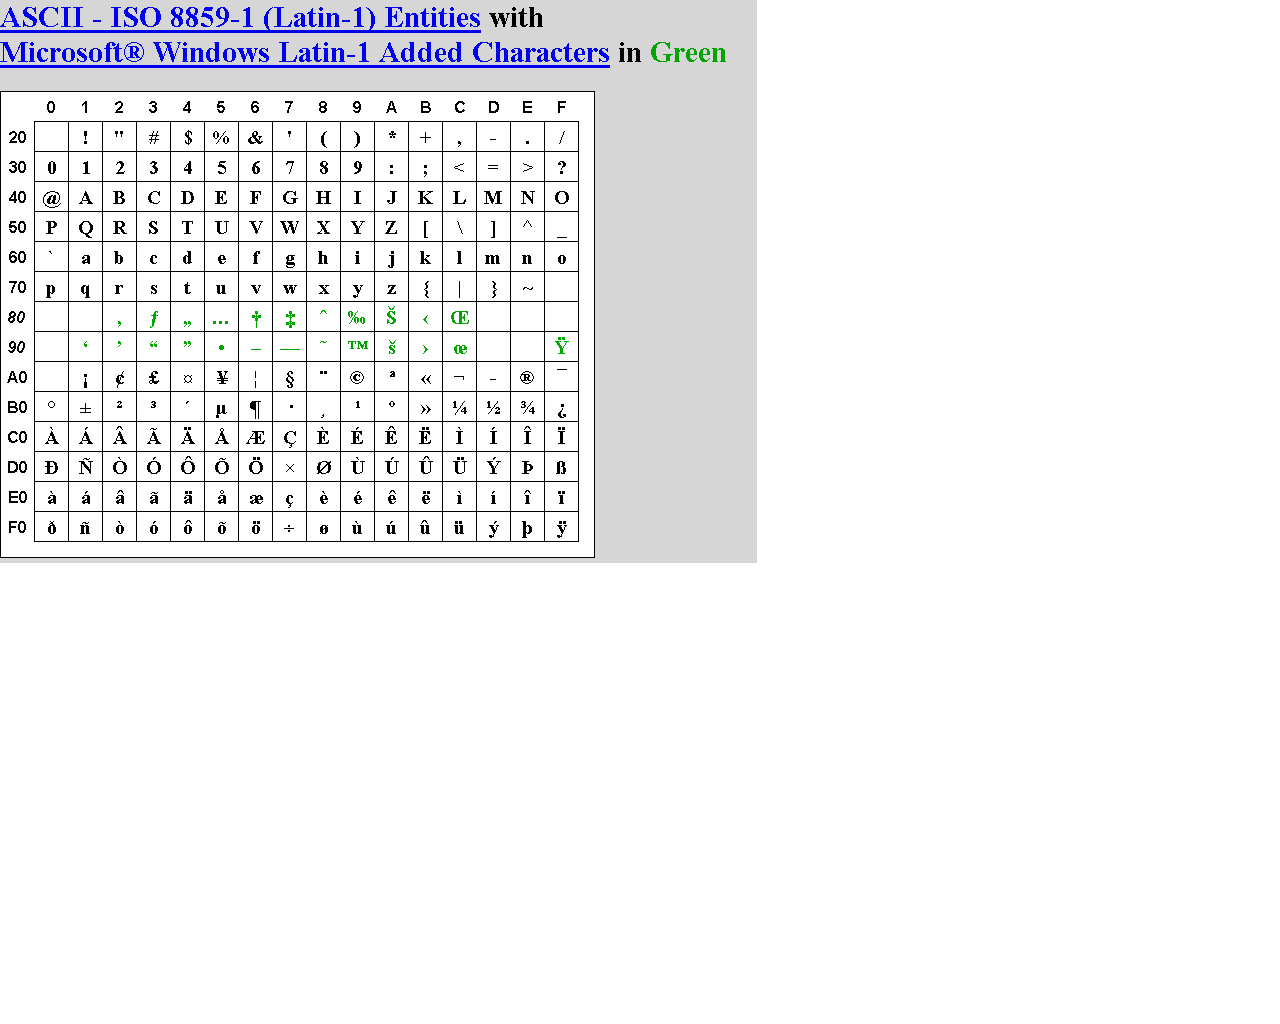 ASCII - ISO 8859-1 (Latin-1) Entities with
Microsoft® Windows Latin-1 Added Characters in Green
0 1 2 3 4 5 6 7 8 9 A B C D E F
20 ! " # $ % & ' ( ) * + , - . /
30 0 1 2 3 4 5 6 7 8 9 : ; < = > ?
40 @ A B C D E F G H I J K L M N O
50 P Q R S T U V W X Y Z [ \ ] ^ _
60 ` a b c d e f g h i j k l m n o
70 p q r s t u v w x y z { | } ~
80 ‚ ƒ „ … † ‡ ˆ ‰ Š ‹ Œ
90 ‘ ’ “ ” • – — ˜ ™ š › œ Ÿ
A0 ¡ ¢ £ ¤ ¥ ¦ § ¨ © ª « ¬ - ® ¯
B0 ° ± ² ³ ´ µ ¶ · ¸ ¹ º » ¼ ½ ¾ ¿
C0 À Á Â Ã Ä Å Æ Ç È É Ê Ë Ì Í Î Ï
D0 Ð Ñ Ò Ó Ô Õ Ö × Ø Ù Ú Û Ü Ý Þ ß
E0 à á â ã ä å æ ç è é ê ë ì í î ï
F0 ð ñ ò ó ô õ ö ÷ ø ù ú û ü ý þ ÿ